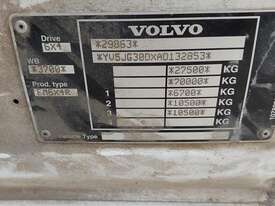 VOLVO
Drive
6X4
*29863*
*YV5JG30DXAD132853*
WB
*3700*
*27500* KG
*70000* KG
Prod. type
FM6X4R
1 *6700* KG
2 *10500* KG
3 *10500* KG
Type